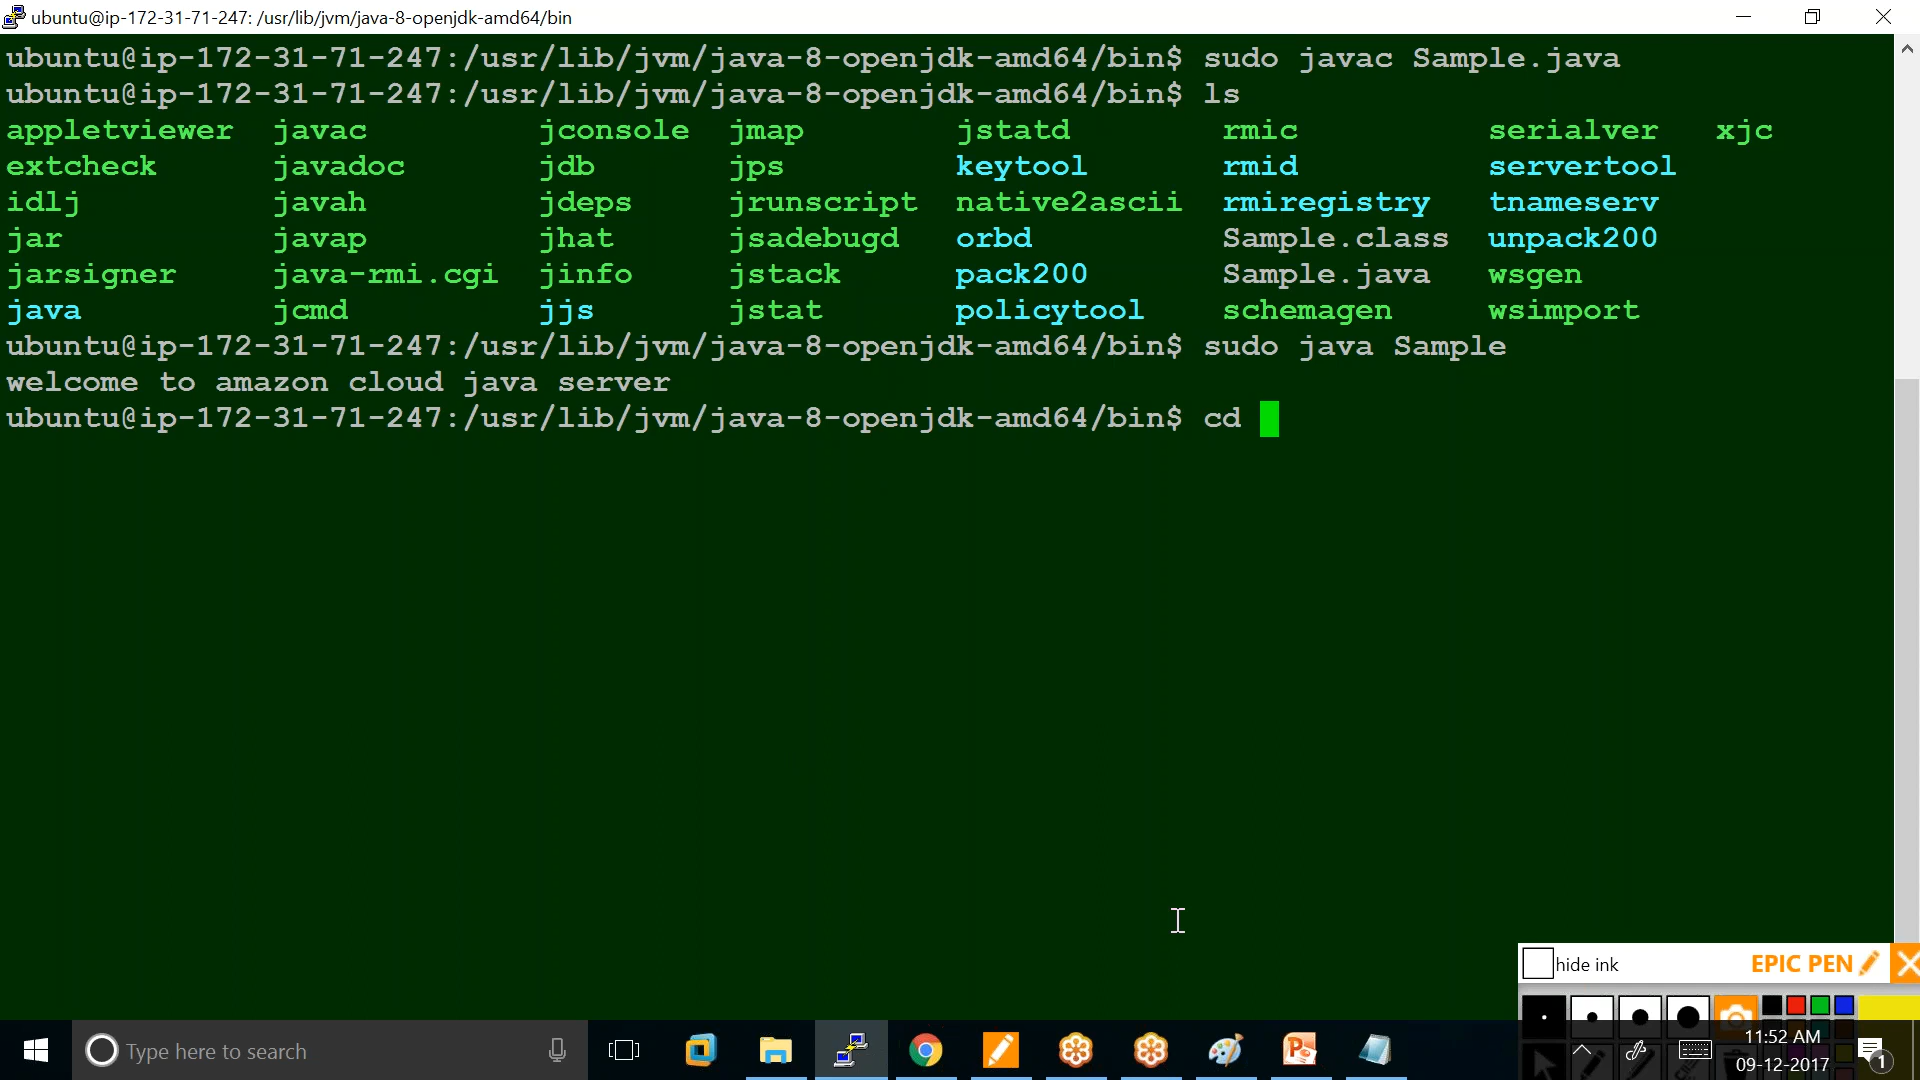 ubuntu@ip-172-31-71-247: /usr/lib/jvm/java-8-openjdk-amd64/bin
ubuntu@ip-172-31-71-247:/usr/lib/jvm/java-8-openjdk-amd64/bin$ sudo javac Sample.java
ubuntu@ip-172-31-71-247:/usr/lib/jvm/java-8-openjdk-amd64/bin$ ls
appletviewer javac jconsole jmap jstatd rmic serialver xjc
extcheck javadoc jdb jps keytool rmid servertool
idlj javah jdeps jrunscript native2ascii rmiregistry tnameserv
jar javap jhat jsadebugd orbd Sample.class unpack200
jarsigner java-rmi.cgi jinfo jstack pack200 Sample.java wsgen
java jcmd jjs jstat policytool schemagen wsimport
ubuntu@ip-172-31-71-247:/usr/lib/jvm/java-8-openjdk-amd64/bin$ sudo java Sample
welcome to amazon cloud java server
ubuntu@ip-172-31-71-247:/usr/lib/jvm/java-8-openjdk-amd64/bin$ cd
hide ink EPIC PEN
Type here to search
11:52 AM
09-12-2017
1